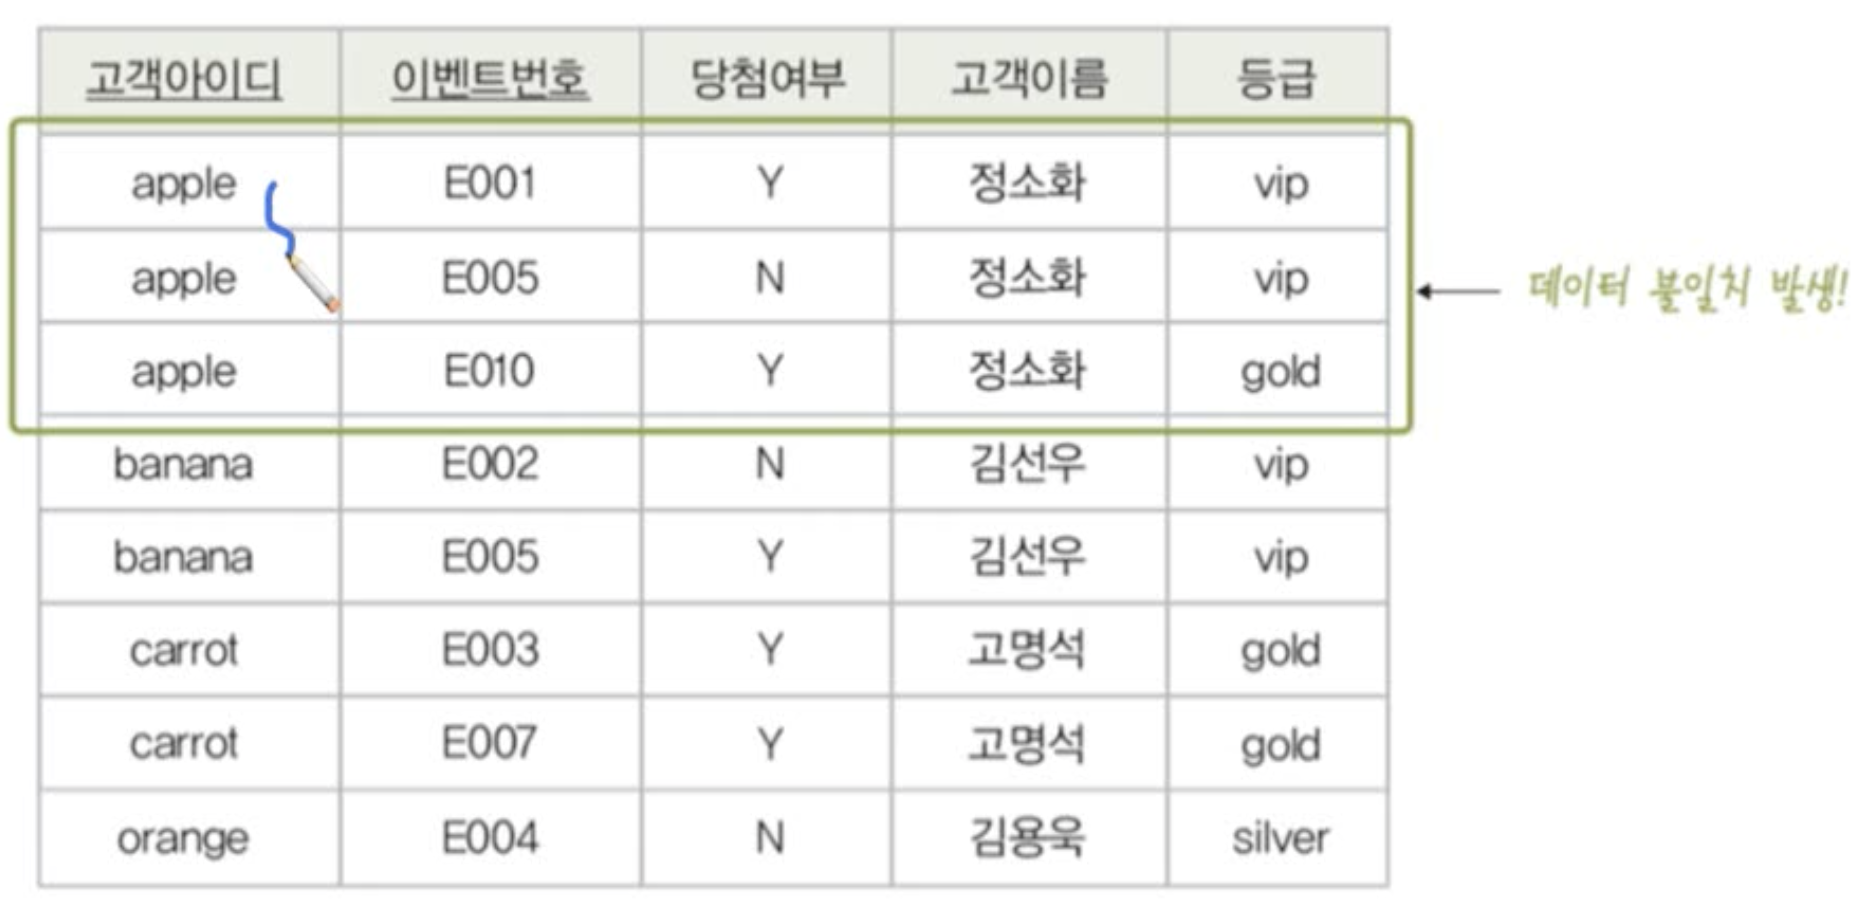 고객아이디 이벤트번호 당첨여부 고객이름 등급
apple E001 Y 정소화 vip
apple E005 N 정소화 vip
데이터 불일치 발생!
apple E010 Y 정소화 gold
banana E002 N 김선우 vip
banana E005 Y 김선우 vip
carrot E003 Y 고명석 gold
carrot E007 Y 고명석 gold
orange E004 N 김용욱 silver